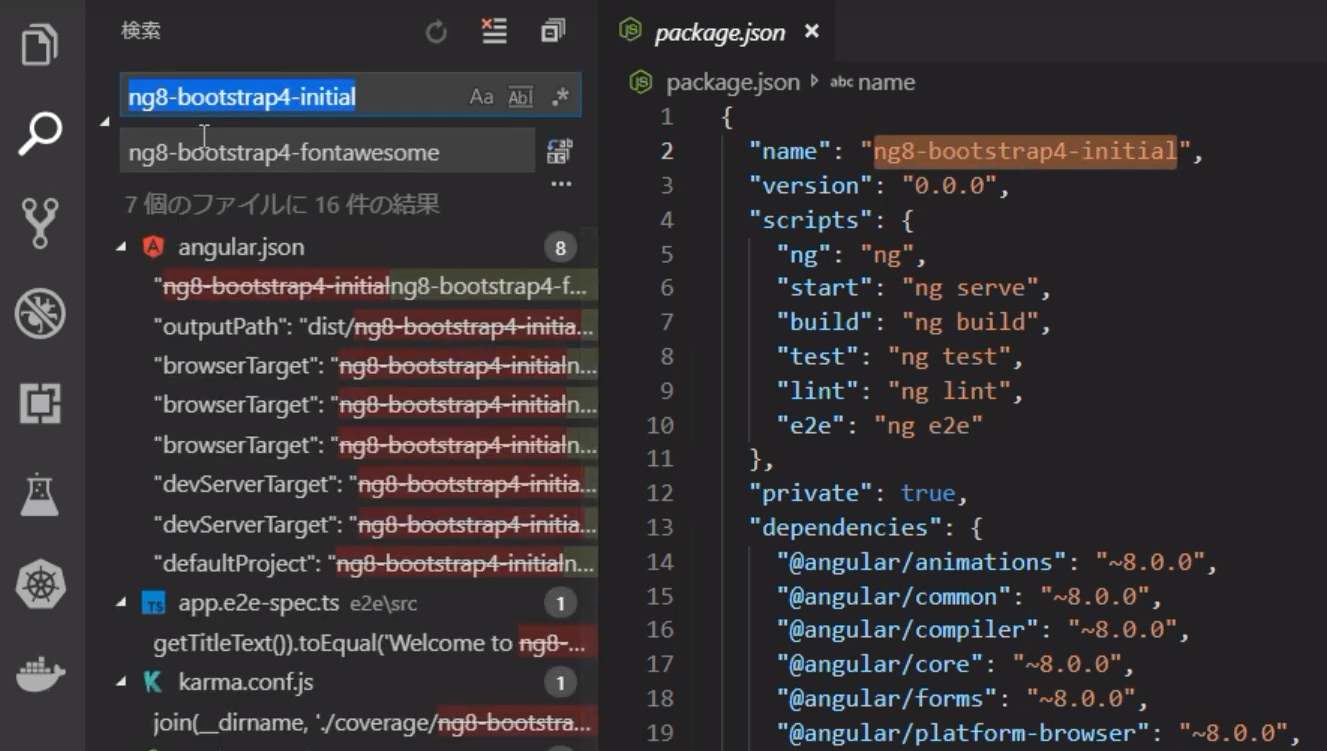 検索
ng8-bootstrap4-initial
Aa Abl .*
ng8-bootstrap4-fontawesome
...
7 個のファイルに 16 件の結果
angular.json 8
"ng8-bootstrap4-initialng8-bootstrap4-f...
"outputPath": "dist/ng8-bootstrap4-initia...
"browserTarget": "ng8-bootstrap4-initialn...
"browserTarget": "ng8-bootstrap4-initialn...
"browserTarget": "ng8-bootstrap4-initialn...
"devServerTarget": "ng8-bootstrap4-initia...
"devServerTarget": "ng8-bootstrap4-initia...
"defaultProject": "ng8-bootstrap4-initialn...
TS app.e2e-spec.ts e2e\src 1
getTitleText()).toEqual('Welcome to ng8-...
karma.conf.js 1
join(__dirname, './coverage/ng8-bootstra...
package.json ×
package.json abc name
1 {
2 "name": "ng8-bootstrap4-initial",
3 "version": "0.0.0",
4 "scripts": {
5 "ng": "ng",
6 "start": "ng serve",
7 "build": "ng build",
8 "test": "ng test",
9 "lint": "ng lint",
10 "e2e": "ng e2e"
11 },
12 "private": true,
13 "dependencies": {
14 "@angular/animations": "~8.0.0",
15 "@angular/common": "~8.0.0",
16 "@angular/compiler": "~8.0.0",
17 "@angular/core": "~8.0.0",
18 "@angular/forms": "~8.0.0",
19 "@angular/platform-browser": "~8.0.0",